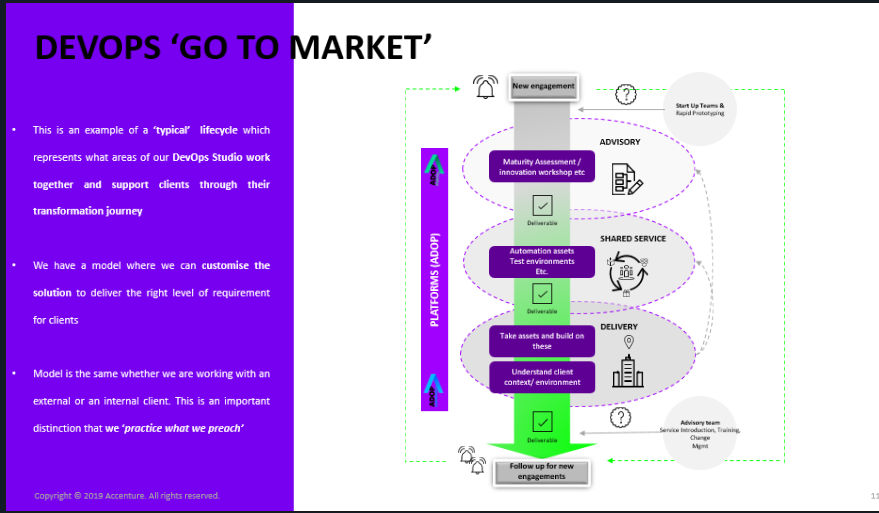 DEVOPS ‘GO TO MARKET’
• This is an example of a ‘typical’ lifecycle which
represents what areas of our DevOps Studio work
together and support clients through their
transformation journey
• We have a model where we can customise the
solution to deliver the right level of requirement
for clients
• Model is the same whether we are working with an
external or an internal client. This is an important
distinction that we ‘practice what we preach’
Copyright © 2019 Accenture. All rights reserved.
New engagement
?
Start Up Teams &
Rapid Prototyping
ADOP
PLATFORMS (ADOP)
ADOP
ADVISORY
Maturity Assessment /
innovation workshop etc
Deliverable
SHARED SERVICE
Automation assets
Test environments
Etc.
Deliverable
DELIVERY
Take assets and build on
these
Understand client
context/ environment
Deliverable
?
Advisory team
Service Introduction, Training,
Change
Mgmt
Follow up for new
engagements
11